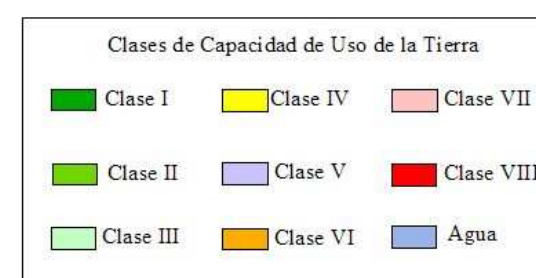 Clases de Capacidad de Uso de la Tierra
Clase I
Clase IV
Clase VII
Clase II
Clase V
Clase VIII
Clase III
Clase VI
Agua